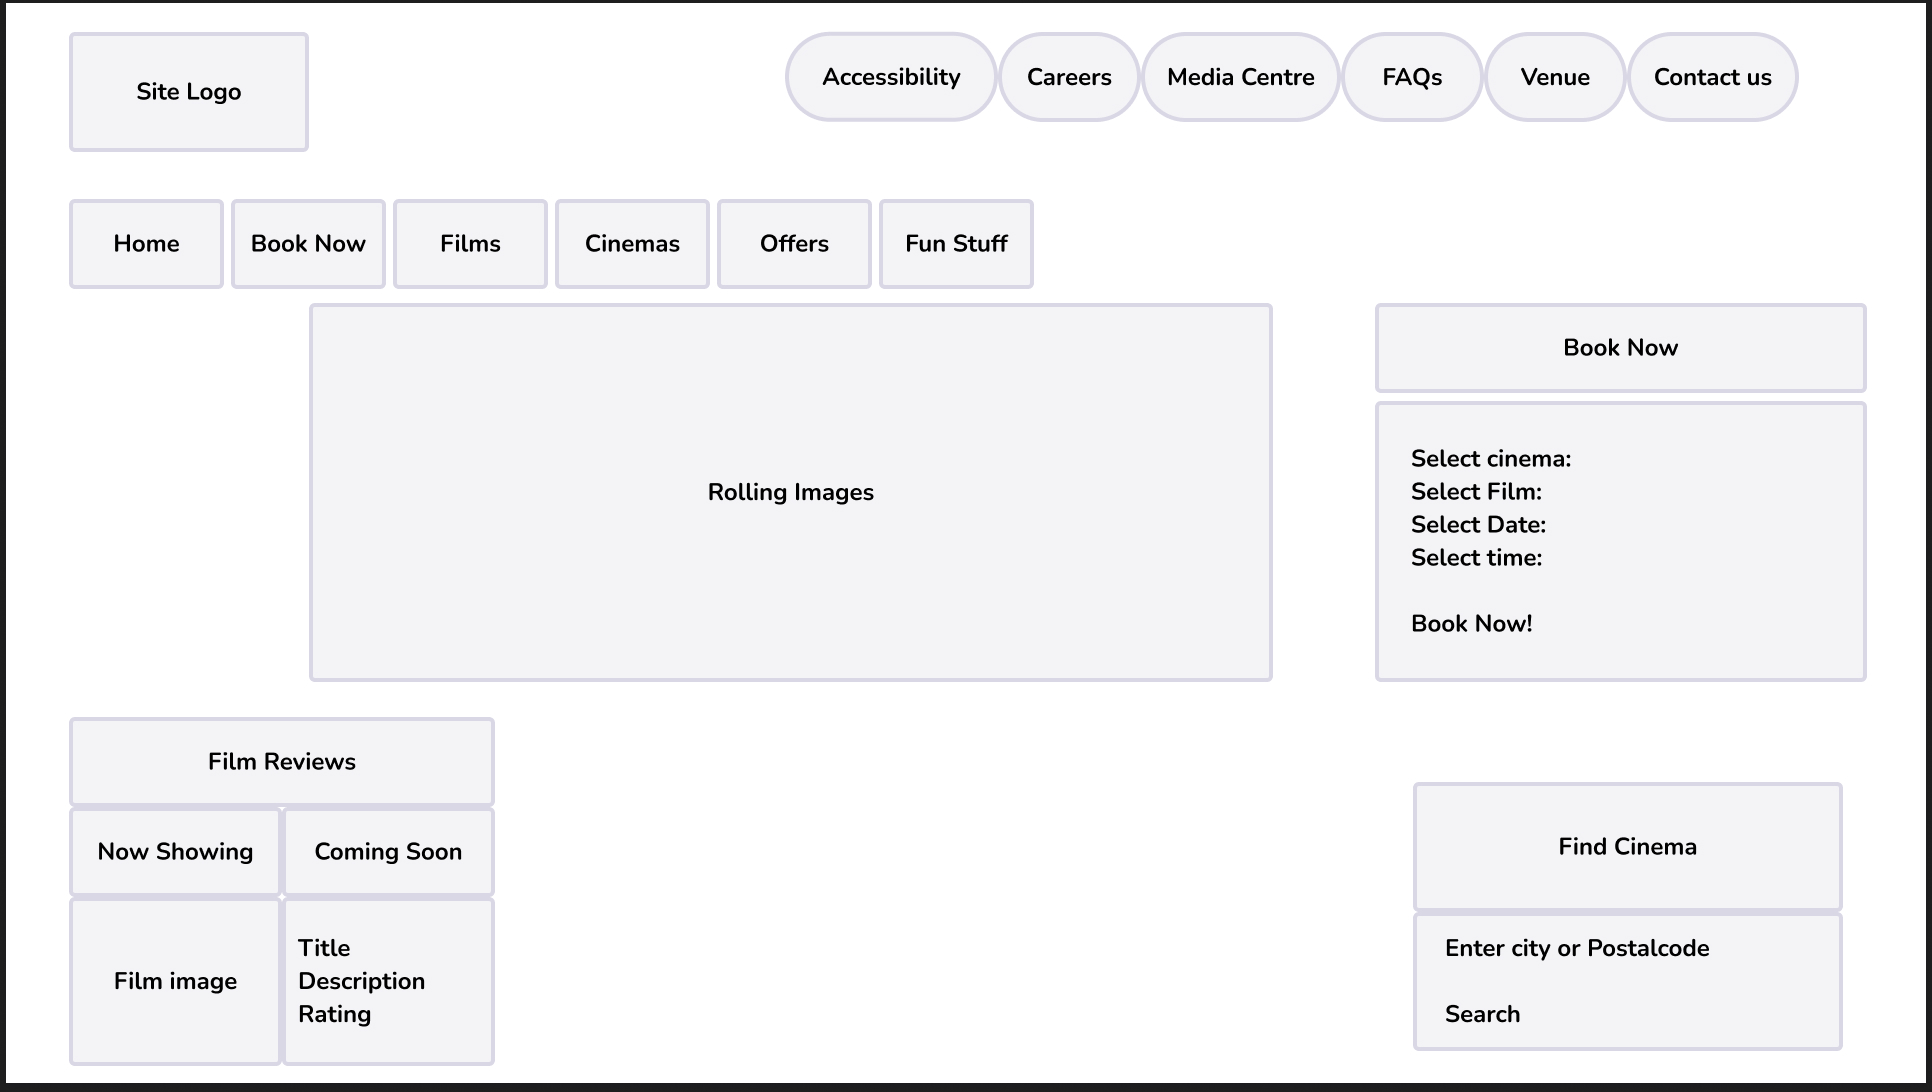 Site Logo
Accessibility
Careers
Media Centre
FAQs
Venue
Contact us
Home
Book Now
Films
Cinemas
Offers
Fun Stuff
Rolling Images
Book Now
Select cinema:
Select Film:
Select Date:
Select time:
Book Now!
Film Reviews
Now Showing
Coming Soon
Film image
Title
Description
Rating
Find Cinema
Enter city or Postalcode
Search